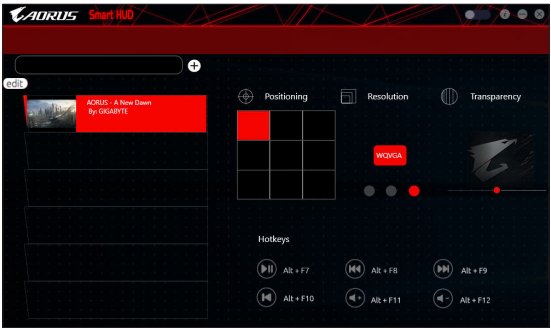 AORUS Smart HUD
edit
AORUS - A New Dawn
By: GIGABYTE
Positioning
Resolution
Transparency
WQVGA
Hotkeys
Alt + F7
Alt + F8
Alt + F9
Alt + F10
Alt + F11
Alt + F12